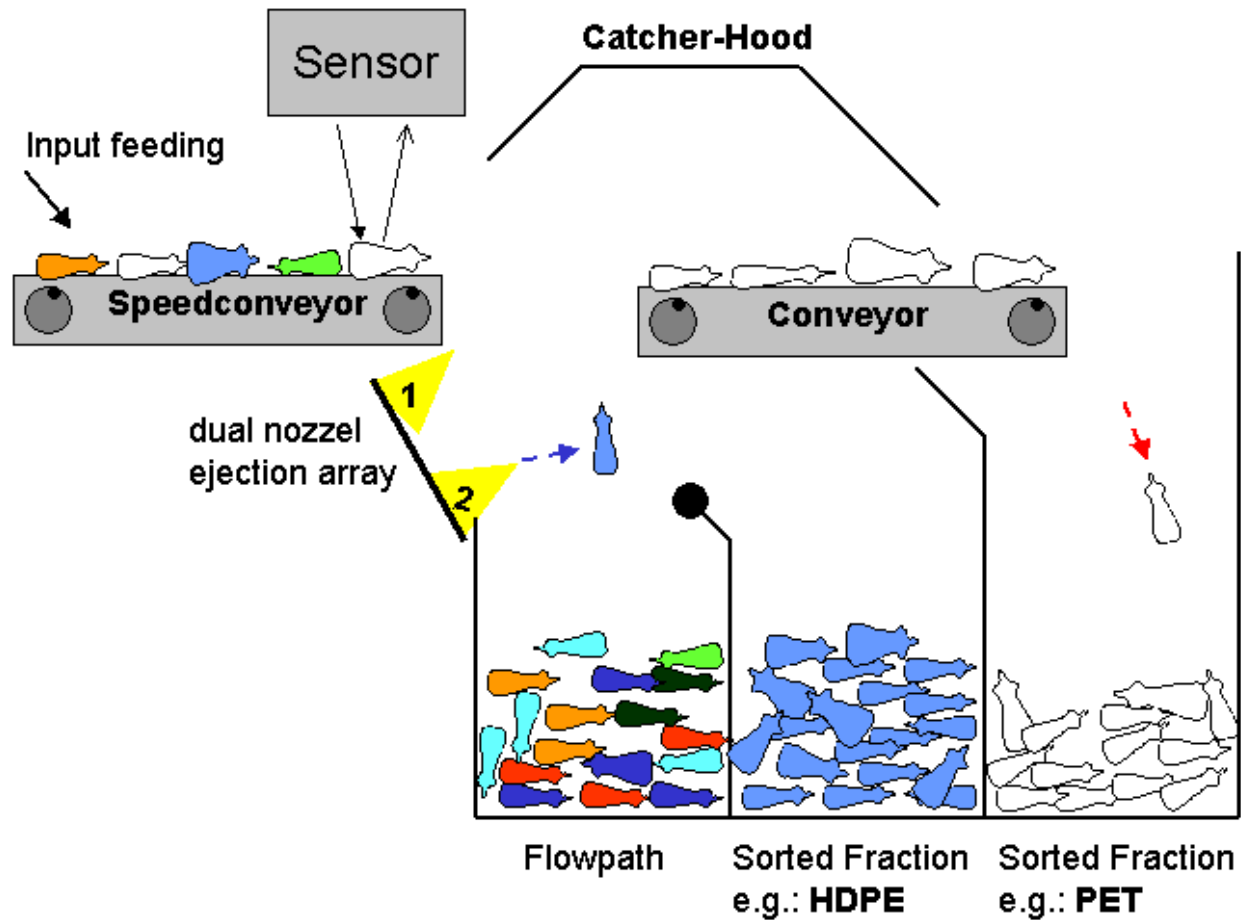 Catcher-Hood
Sensor
Input feeding
Speedconveyor
Conveyor
1
dual nozzel
ejection array
2
Flowpath
Sorted Fraction
e.g.: HDPE
Sorted Fraction
e.g.: PET